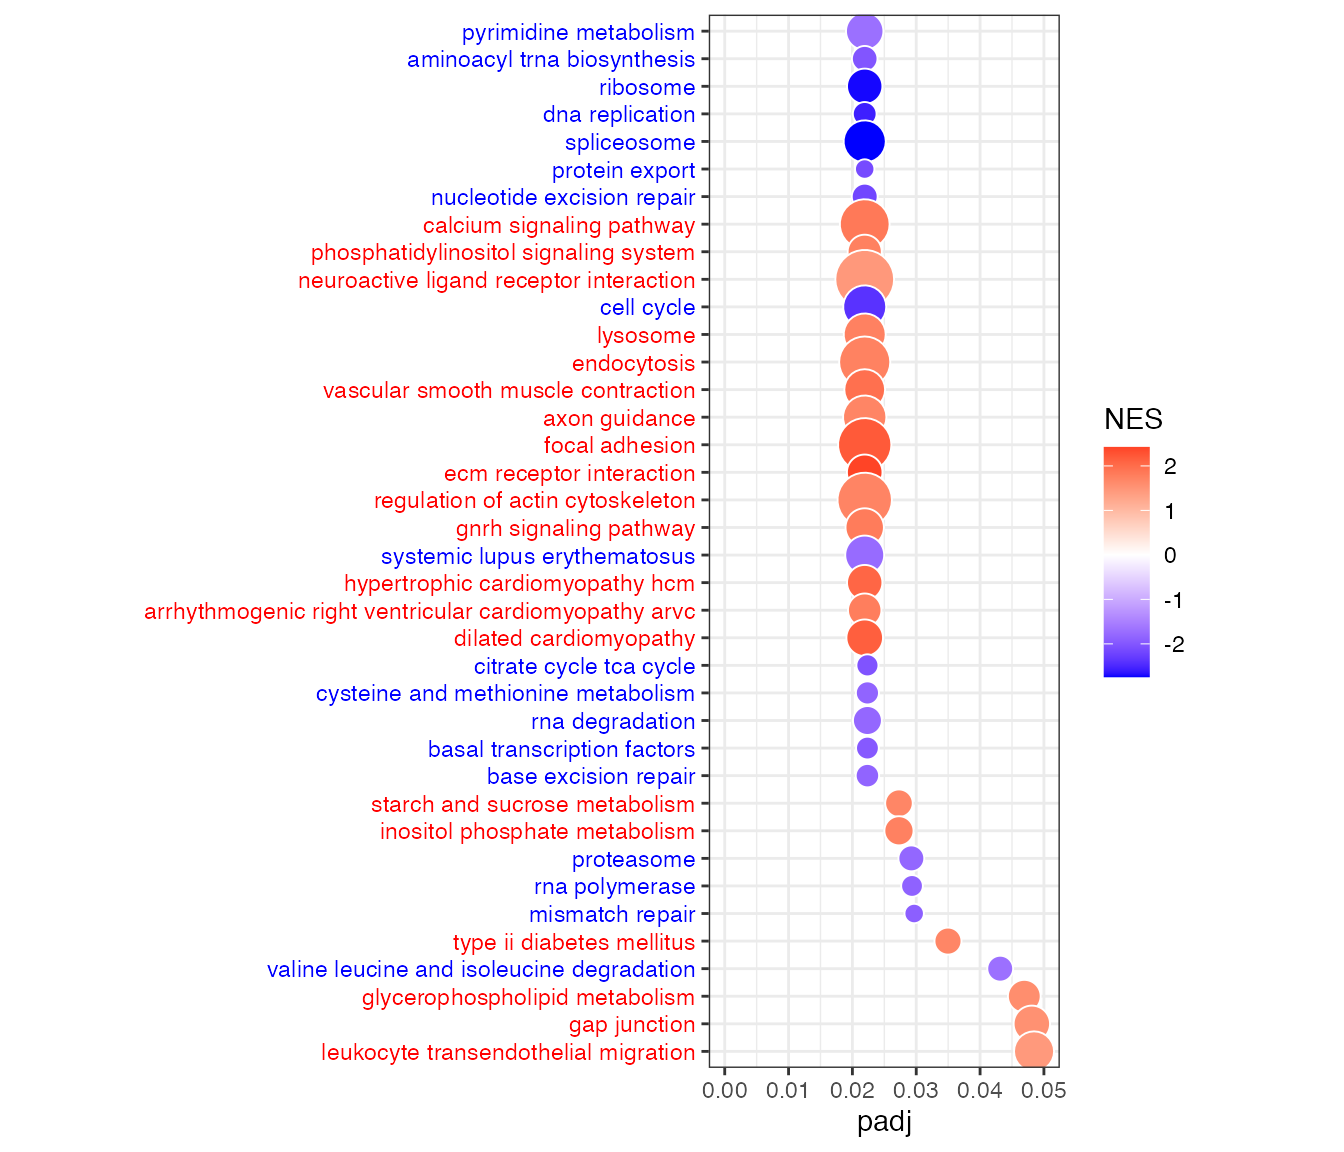 pyrimidine metabolism
aminoacyl trna biosynthesis
ribosome
dna replication
spliceosome
protein export
nucleotide excision repair
calcium signaling pathway
phosphatidylinositol signaling system
neuroactive ligand receptor interaction
cell cycle
lysosome
endocytosis
vascular smooth muscle contraction
axon guidance
focal adhesion
ecm receptor interaction
regulation of actin cytoskeleton
gnrh signaling pathway
systemic lupus erythematosus
hypertrophic cardiomyopathy hcm
arrhythmogenic right ventricular cardiomyopathy arvc
dilated cardiomyopathy
citrate cycle tca cycle
cysteine and methionine metabolism
rna degradation
basal transcription factors
base excision repair
starch and sucrose metabolism
inositol phosphate metabolism
proteasome
rna polymerase
mismatch repair
type ii diabetes mellitus
valine leucine and isoleucine degradation
glycerophospholipid metabolism
gap junction
leukocyte transendothelial migration
0.00 0.01 0.02 0.03 0.04 0.05
padj
NES
2
1
0
-1
-2